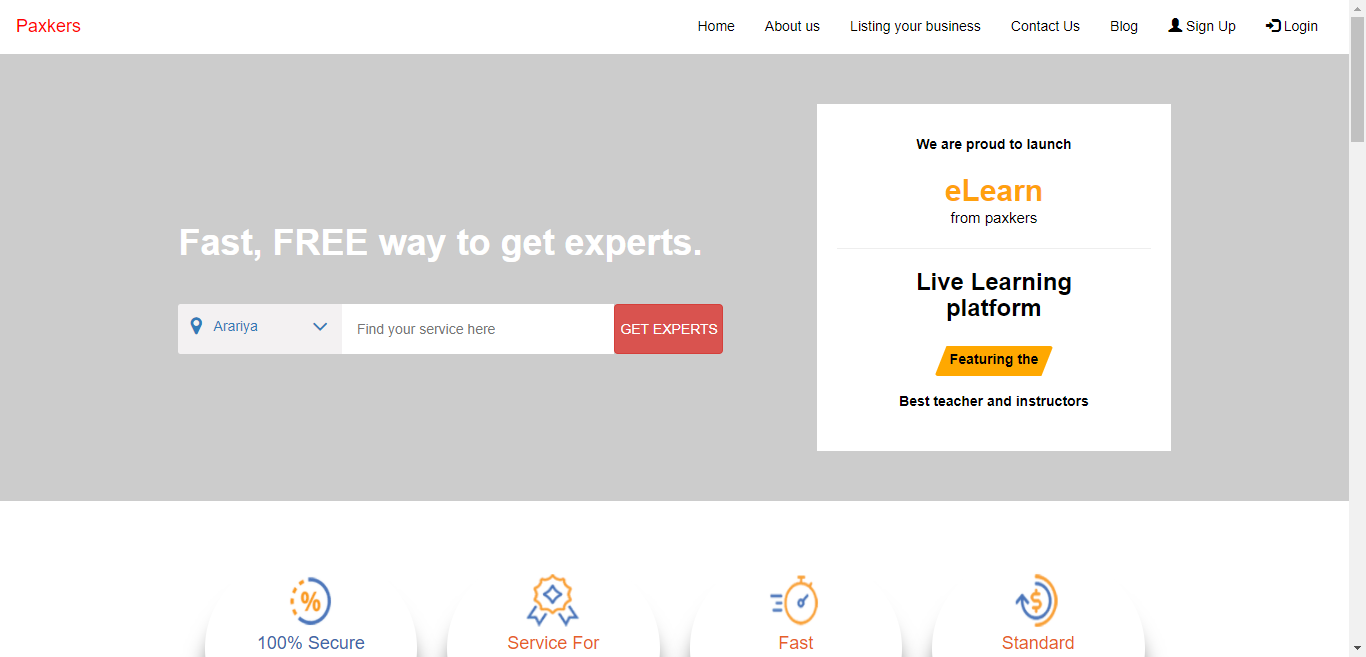 Paxkers
Home About us Listing your business Contact Us Blog Sign Up Login
Fast, FREE way to get experts.
Arariya Find your service here GET EXPERTS
We are proud to launch
eLearn
from paxkers
Live Learning
platform
Featuring the
Best teacher and instructors
%
$
100% Secure Service For Fast Standard